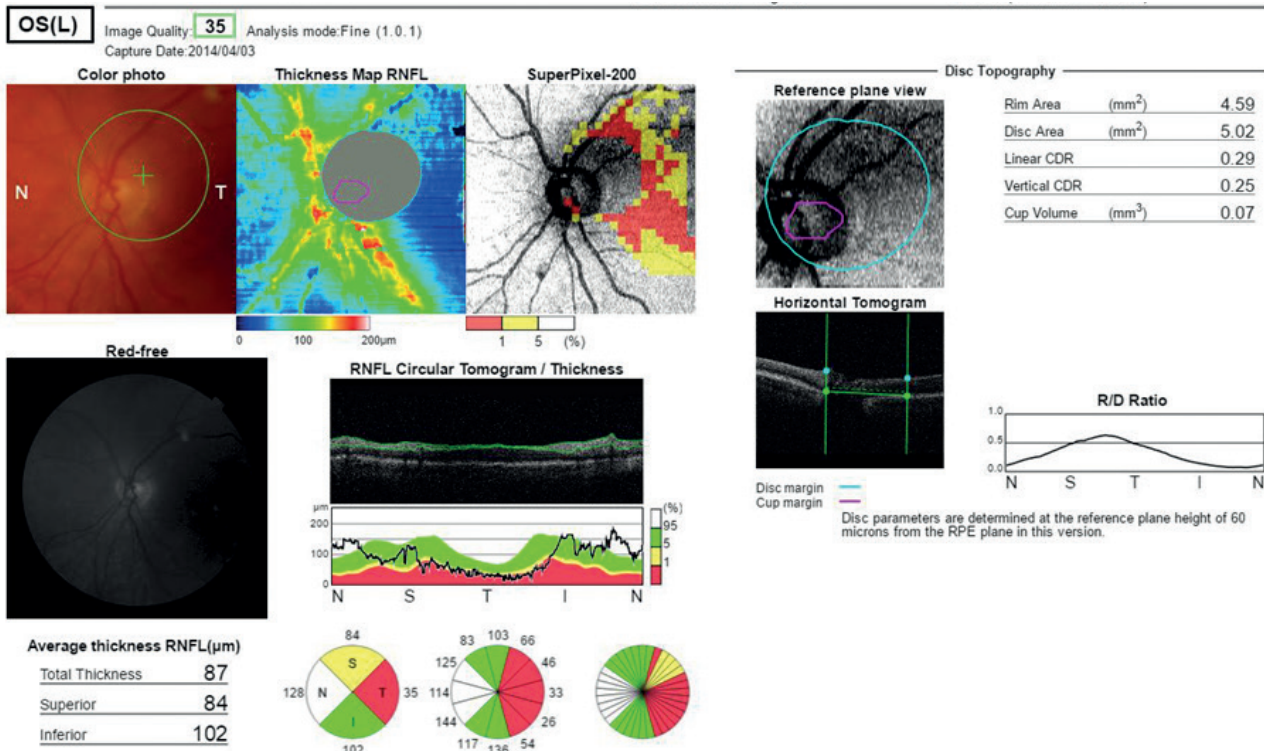 OS(L)
Image Quality: 35 Analysis mode:Fine (1.0.1)
Capture Date:2014/04/03
Color photo
Thickness Map RNFL
SuperPixel-200
N
T
0 100 200μm
1 5 (%)
Disc Topography
Reference plane view
Rim Area (mm²) 4.59
Disc Area (mm²) 5.02
Linear CDR 0.29
Vertical CDR 0.25
Cup Volume (mm³) 0.07
Horizontal Tomogram
Disc margin
Cup margin
R/D Ratio
1.0
0.5
0.0
N S T I N
Disc parameters are determined at the reference plane height of 60
microns from the RPE plane in this version.
Red-free
RNFL Circular Tomogram / Thickness
μm
200
100
0
(%)
95
5
1
N S T I N
Average thickness RNFL(μm)
Total Thickness 87
Superior 84
Inferior 102
84
S
128 N T 35
I
102
83 103 66
125 46
114 33
144 26
117 136 54